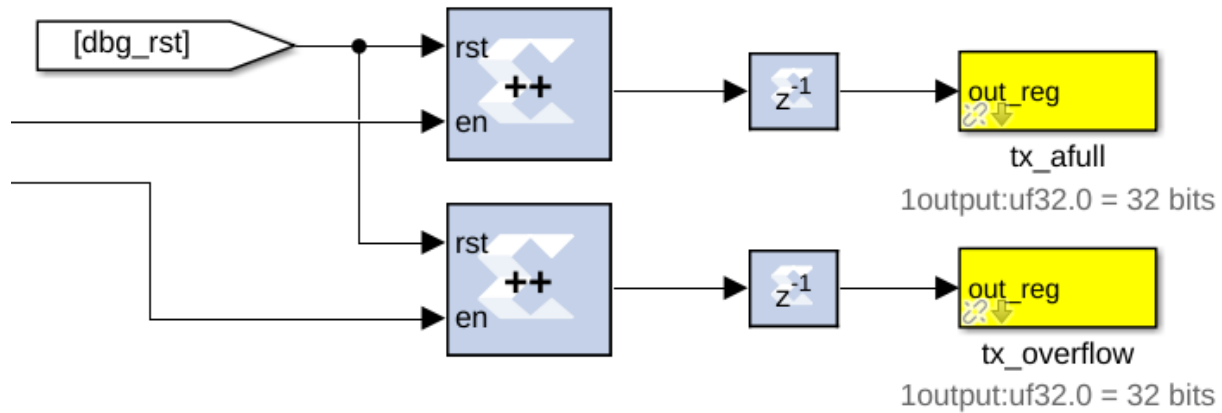 [dbg_rst]
rst
++
en
z-1
out_reg
tx_afull
1output:uf32.0 = 32 bits
rst
++
en
z-1
out_reg
tx_overflow
1output:uf32.0 = 32 bits